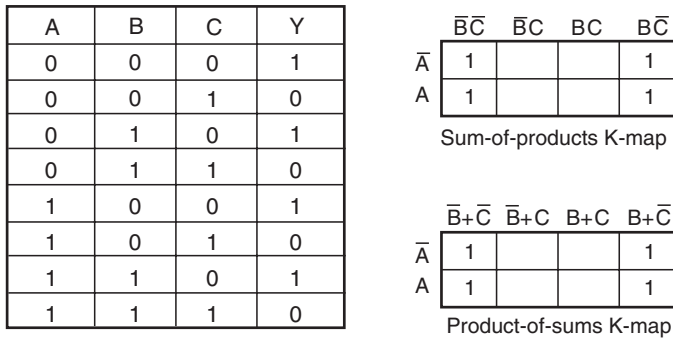 A B C Y
0 0 0 1
0 0 1 0
0 1 0 1
0 1 1 0
1 0 0 1
1 0 1 0
1 1 0 1
1 1 1 0
B̅C̅ B̅C BC BC̅
A̅ 1 1
A 1 1
Sum-of-products K-map
B̅+C̅ B̅+C B+C B+C̅
A̅ 1 1
A 1 1
Product-of-sums K-map